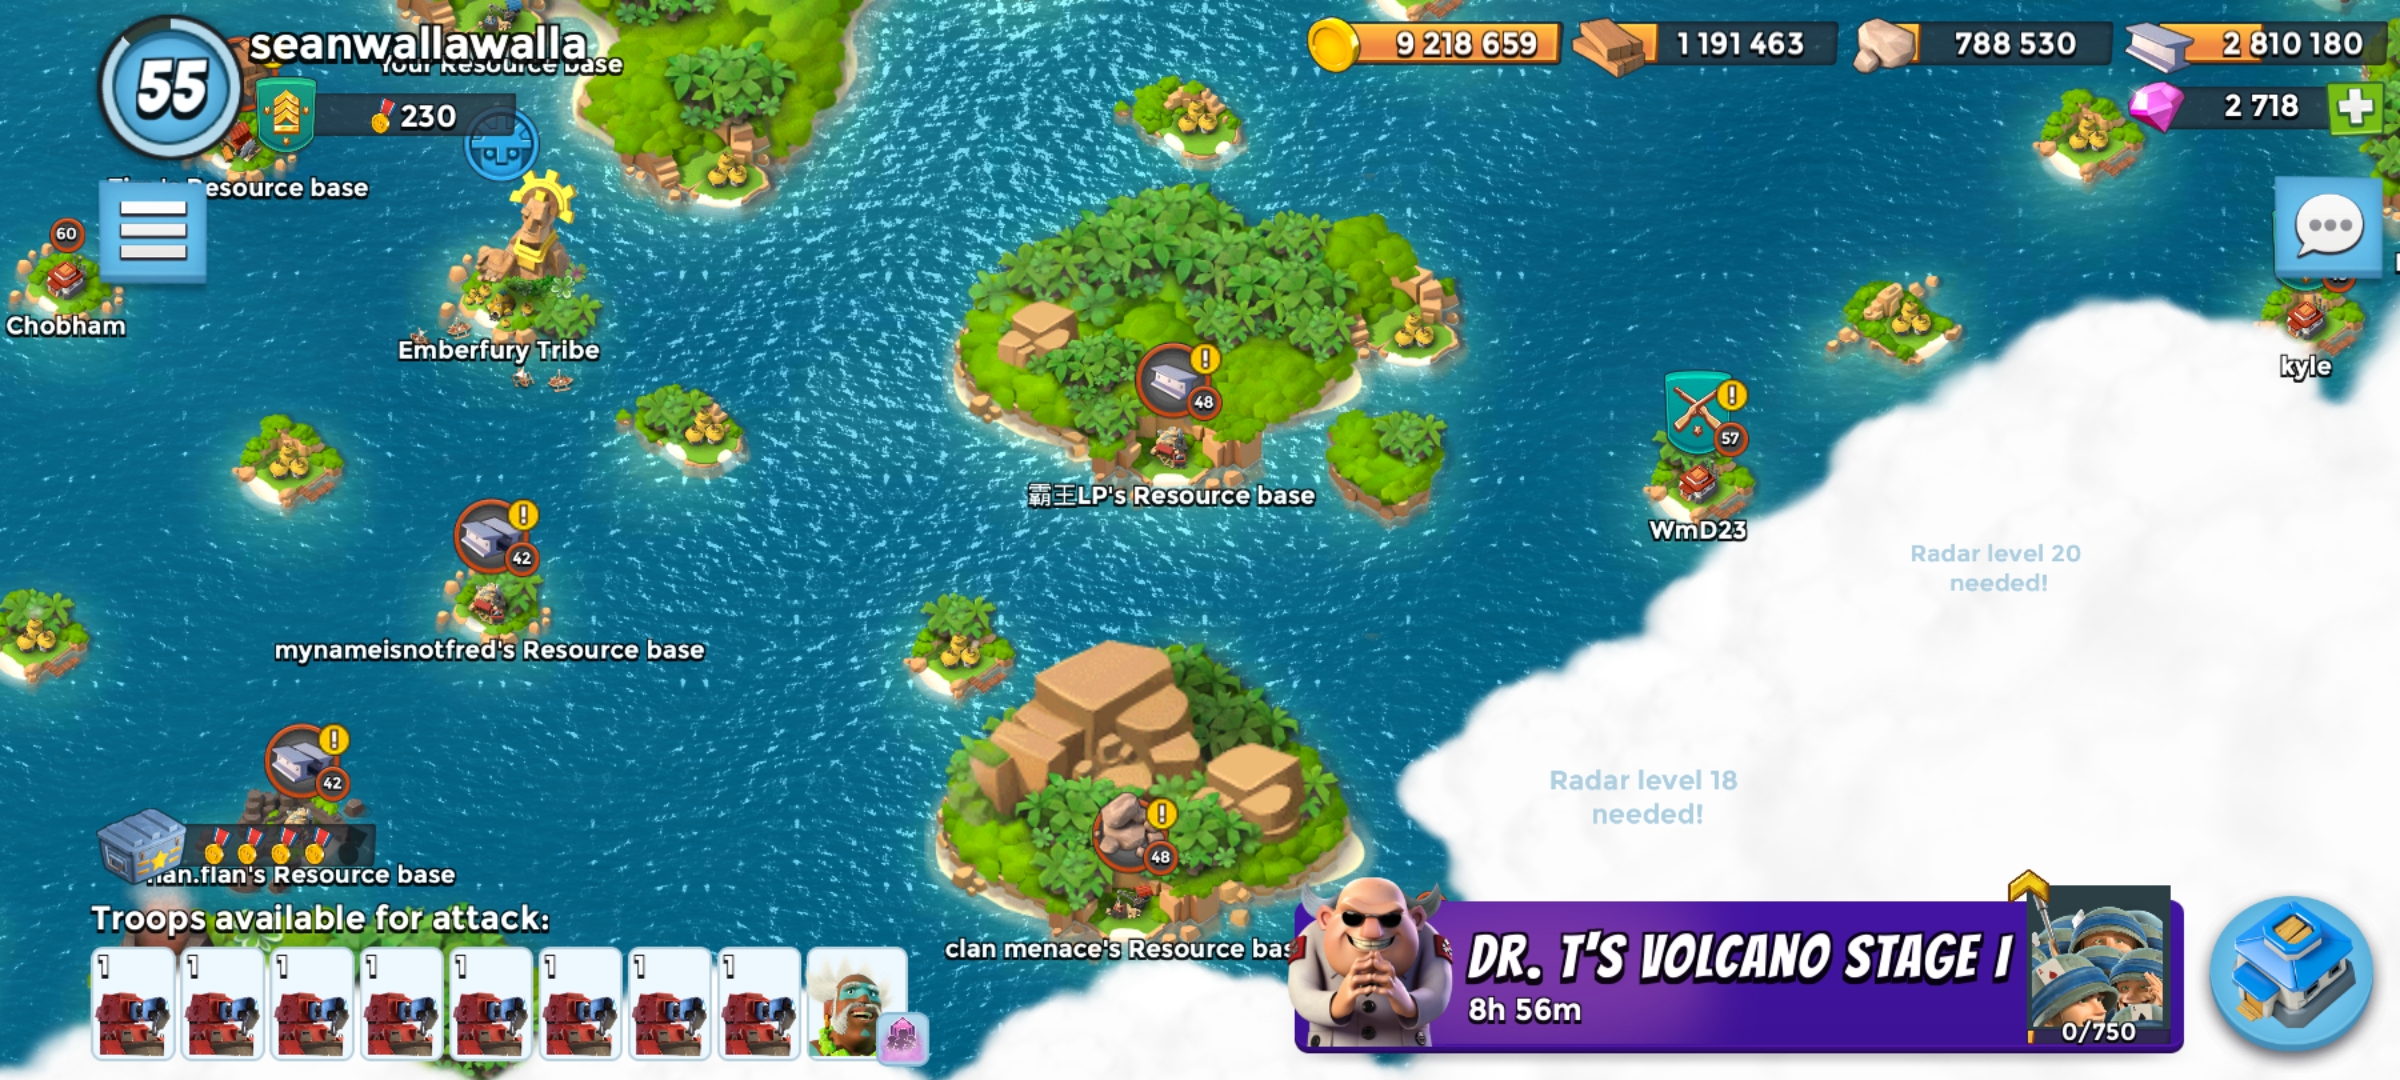 55
seanwallawalla
Your Resource base
230
9 218 659
1 191 463
788 530
2 810 180
2 718
Resource base
60
Chobham
Emberfury Tribe
kyle
48
霸王LP's Resource base
57
WmD23
42
mynameisnotfred's Resource base
Radar level 20
needed!
Radar level 18
needed!
42
flan's Resource base
48
clan menace's Resource bas
Troops available for attack:
1 1 1 1 1 1 1 1
DR. T'S VOLCANO STAGE I
8h 56m
0/750